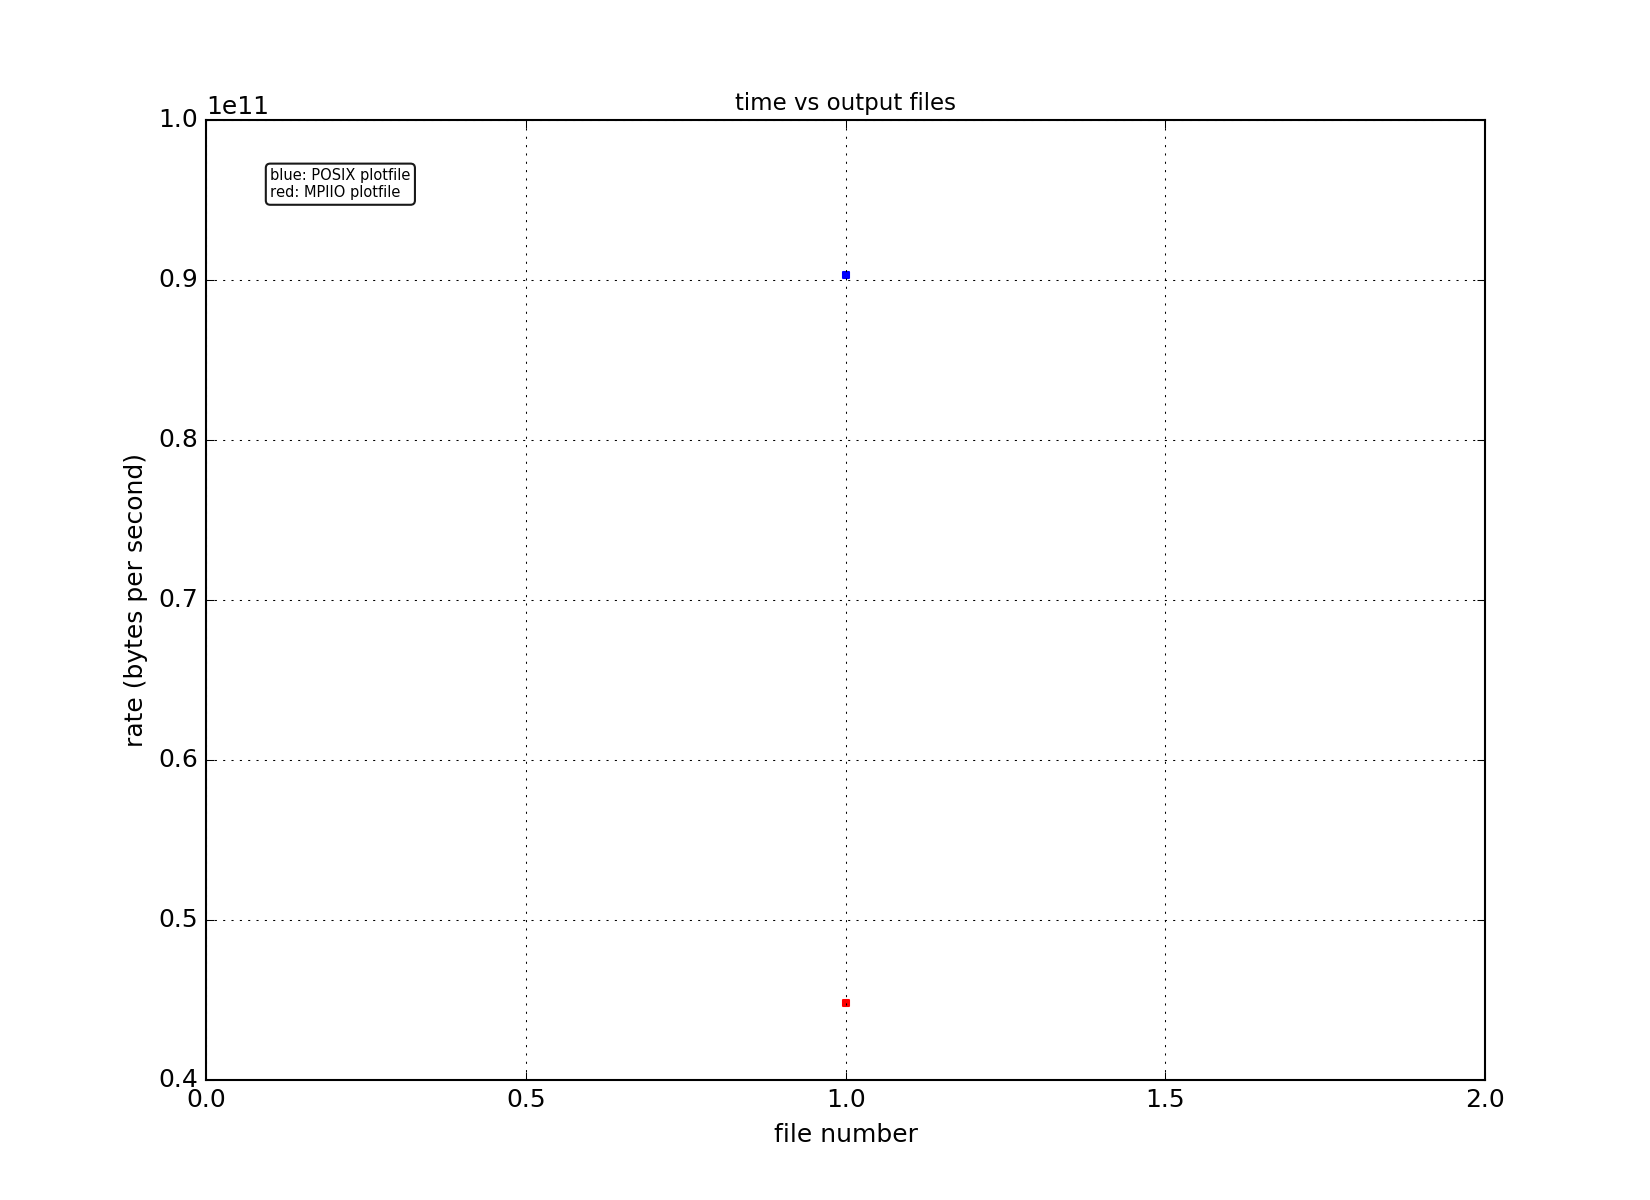 time vs output files
1e11
1.0
blue: POSIX plotfile
red: MPIIO plotfile
0.9
0.8
0.7
0.6
0.5
0.4
rate (bytes per second)
0.0 0.5 1.0 1.5 2.0
file number